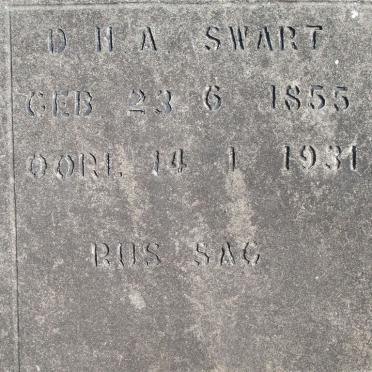 D H A SWART
GEB 23 6 1855
OORL 14 1 1931
RUS SAG